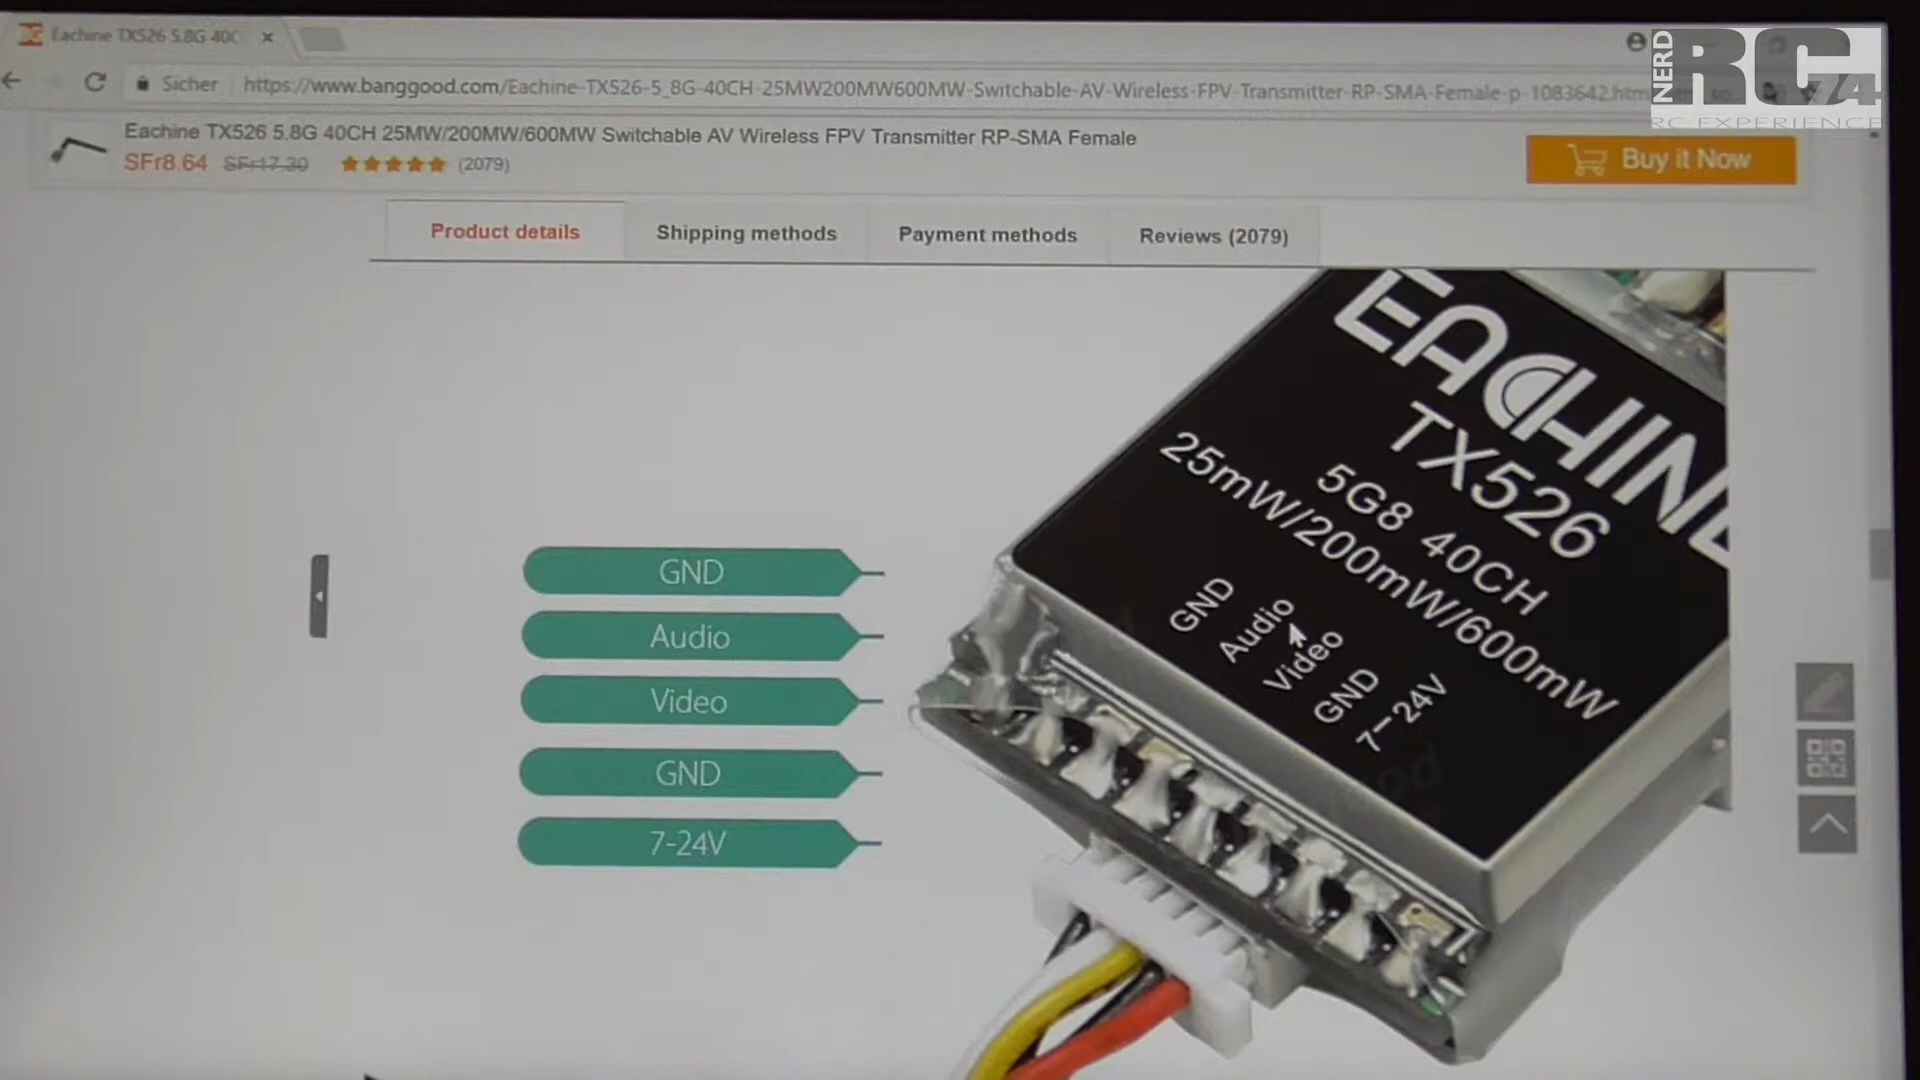 Eachine TX526 5.8G 40C
Sicher
https://www.banggood.com/Eachine-TX526-5_8G-40CH-25MW200MW600MW-Switchable-AV-Wireless-FPV-Transmitter-RP-SMA-Female-p-1083642.htm
NERD
RC
74
RC EXPERIENCE
Eachine TX526 5.8G 40CH 25MW/200MW/600MW Switchable AV Wireless FPV Transmitter RP-SMA Female
SFr8.64 SFr17.30 (2079)
Buy it Now
Product details
Shipping methods
Payment methods
Reviews (2079)
EACHINE
TX526
5G8 40CH
25mW/200mW/600mW
GND
Audio
Video
GND
7-24V
GND
Audio
Video
GND
7-24V